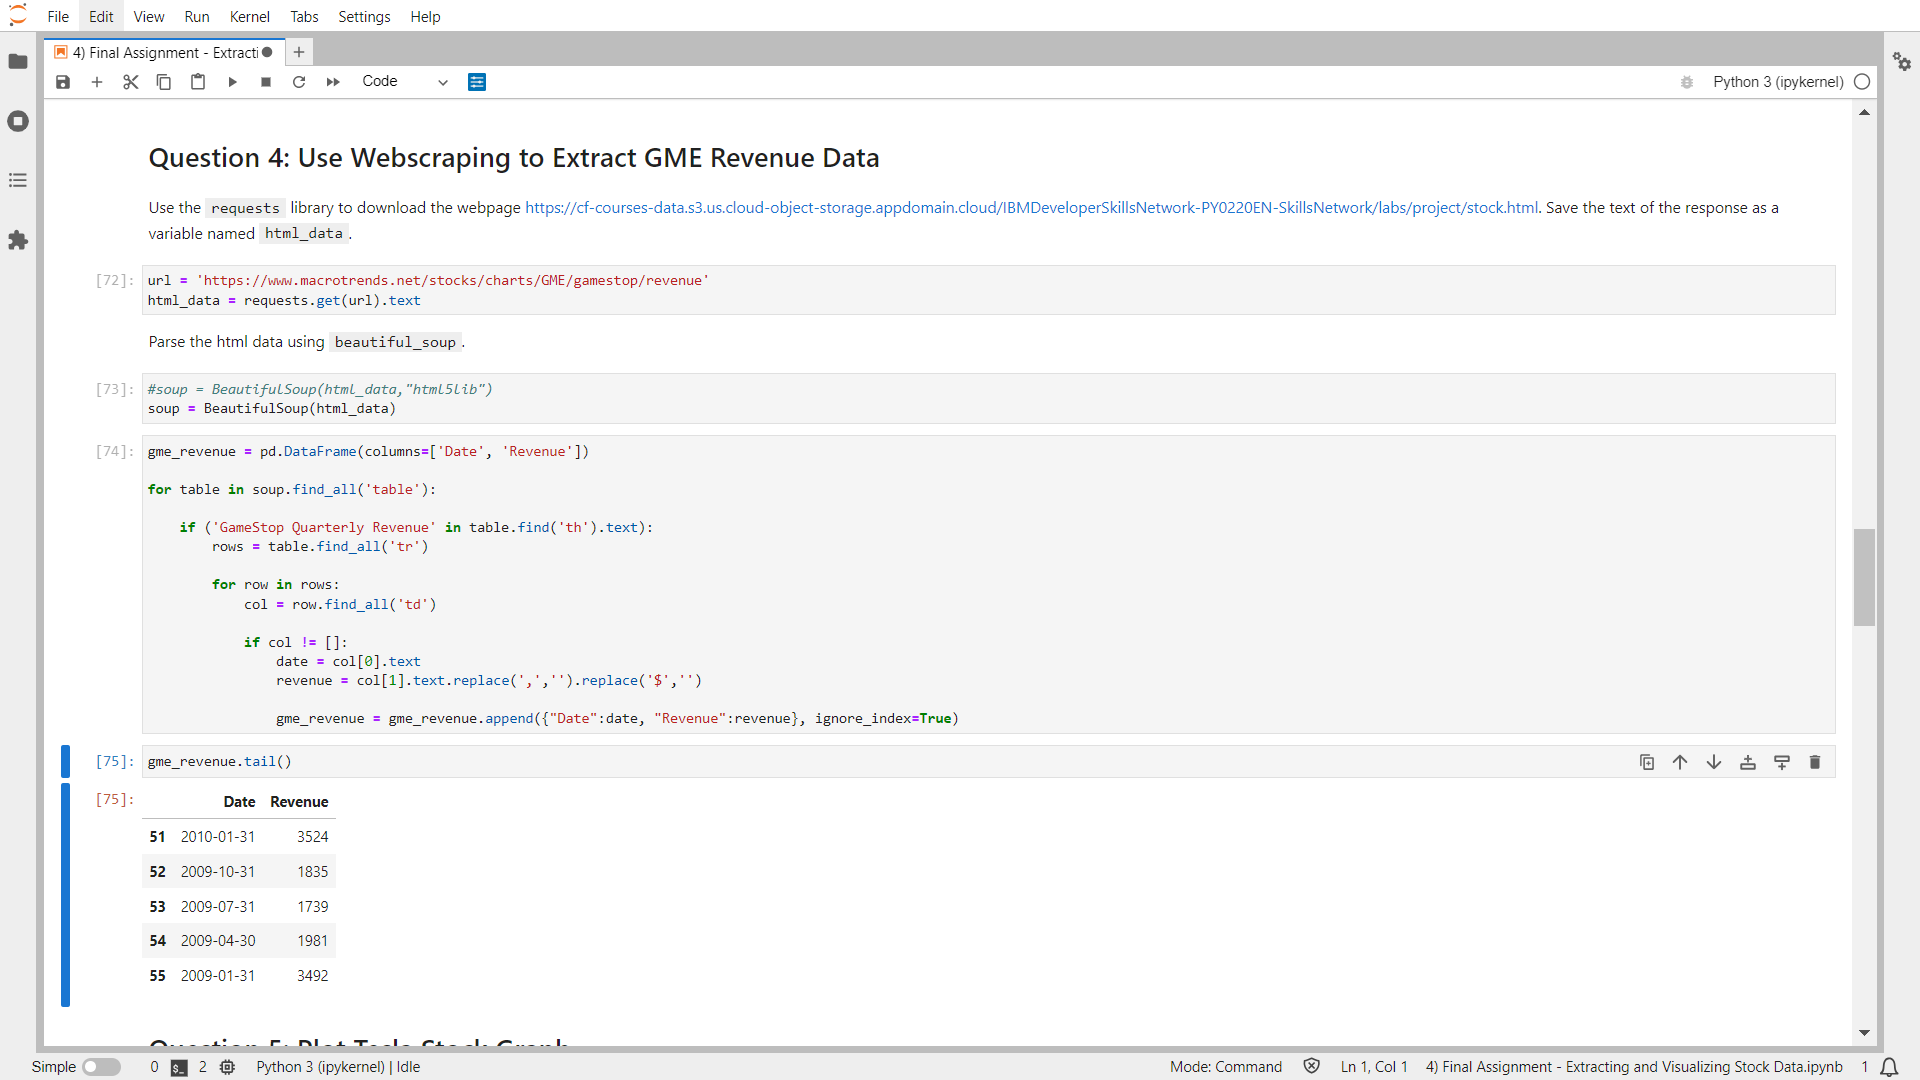 File Edit View Run Kernel Tabs Settings Help
4) Final Assignment - Extracti
Code
Python 3 (ipykernel)
Question 4: Use Webscraping to Extract GME Revenue Data
Use the requests library to download the webpage https://cf-courses-data.s3.us.cloud-object-storage.appdomain.cloud/IBMDeveloperSkillsNetwork-PY0220EN-SkillsNetwork/labs/project/stock.html. Save the text of the response as a
variable named html_data.
[72]: url = 'https://www.macrotrends.net/stocks/charts/GME/gamestop/revenue'
html_data = requests.get(url).text
Parse the html data using beautiful_soup.
[73]: #soup = BeautifulSoup(html_data,"html5lib")
soup = BeautifulSoup(html_data)
[74]: gme_revenue = pd.DataFrame(columns=['Date', 'Revenue'])
for table in soup.find_all('table'):
if ('GameStop Quarterly Revenue' in table.find('th').text):
rows = table.find_all('tr')
for row in rows:
col = row.find_all('td')
if col != []:
date = col[0].text
revenue = col[1].text.replace(',','').replace('$','')
gme_revenue = gme_revenue.append({"Date":date, "Revenue":revenue}, ignore_index=True)
[75]: gme_revenue.tail()
[75]: Date Revenue
51 2010-01-31 3524
52 2009-10-31 1835
53 2009-07-31 1739
54 2009-04-30 1981
55 2009-01-31 3492
Question 5: Plot Tesla Stock Graph
Simple 0 $_ 2 Python 3 (ipykernel) | Idle Mode: Command Ln 1, Col 1 4) Final Assignment - Extracting and Visualizing Stock Data.ipynb 1